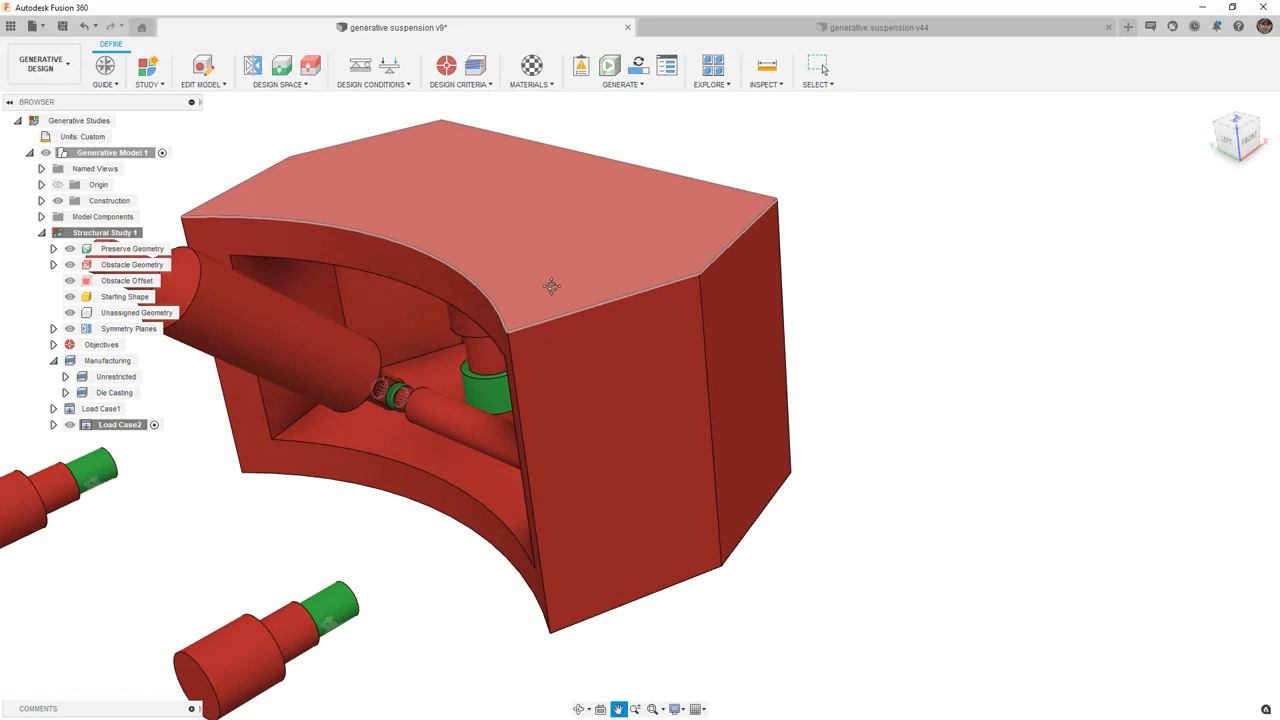 Autodesk Fusion 360
generative suspension v9*
generative suspension v44
DEFINE
GENERATIVE DESIGN
GUIDE
STUDY
EDIT MODEL
DESIGN SPACE
DESIGN CONDITIONS
DESIGN CRITERIA
MATERIALS
GENERATE
EXPLORE
INSPECT
SELECT
BROWSER
Generative Studies
Units: Custom
Generative Model 1
Named Views
Origin
Construction
Model Components
Structural Study 1
Preserve Geometry
Obstacle Geometry
Obstacle Offset
Starting Shape
Unassigned Geometry
Symmetry Planes
Objectives
Manufacturing
Unrestricted
Die Casting
Load Case1
Load Case2
LEFT
FRONT
Z
Y
X
COMMENTS